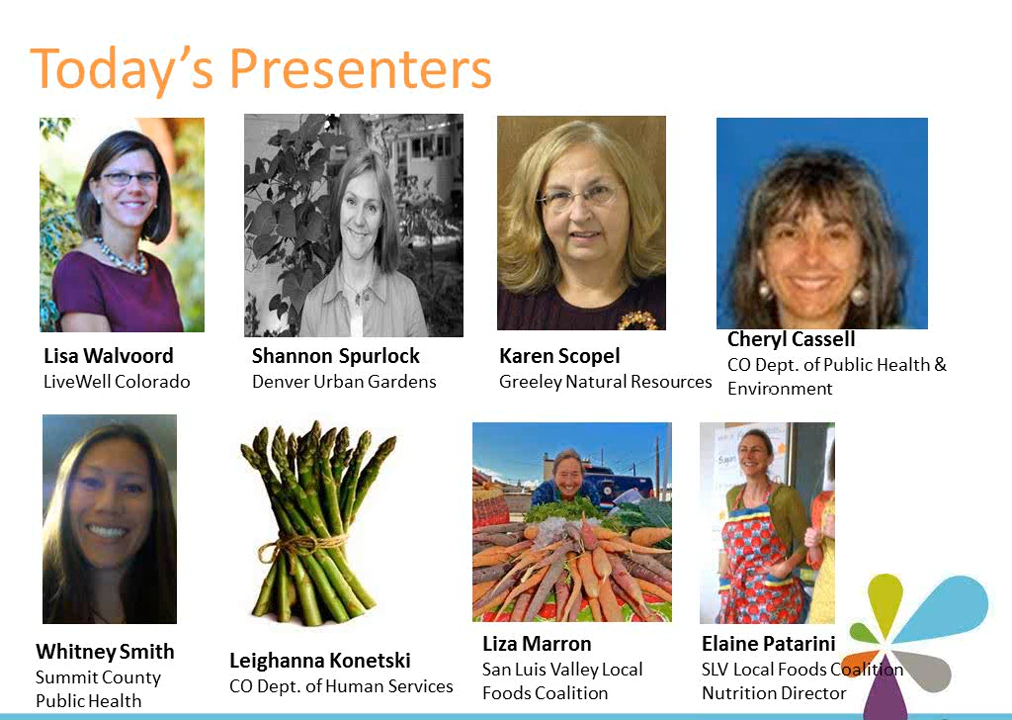 Today's Presenters
Lisa Walvoord
LiveWell Colorado
Shannon Spurlock
Denver Urban Gardens
Karen Scopel
Greeley Natural Resources
Cheryl Cassell
CO Dept. of Public Health &
Environment
Whitney Smith
Summit County
Public Health
Leighanna Konetski
CO Dept. of Human Services
Liza Marron
San Luis Valley Local
Foods Coalition
Elaine Patarini
SLV Local Foods Coalition
Nutrition Director